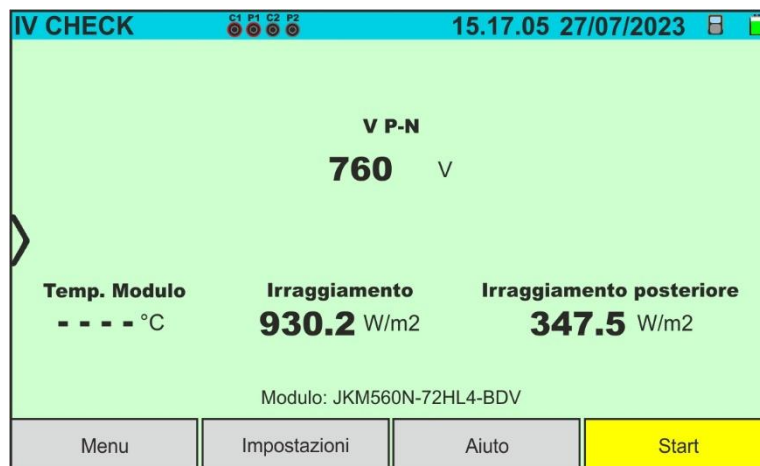 IV CHECK C1 P1 C2 P2 15.17.05 27/07/2023
V P-N
760 V
Temp. Modulo Irraggiamento Irraggiamento posteriore
- - - - °C 930.2 W/m2 347.5 W/m2
Modulo: JKM560N-72HL4-BDV
Menu Impostazioni Aiuto Start